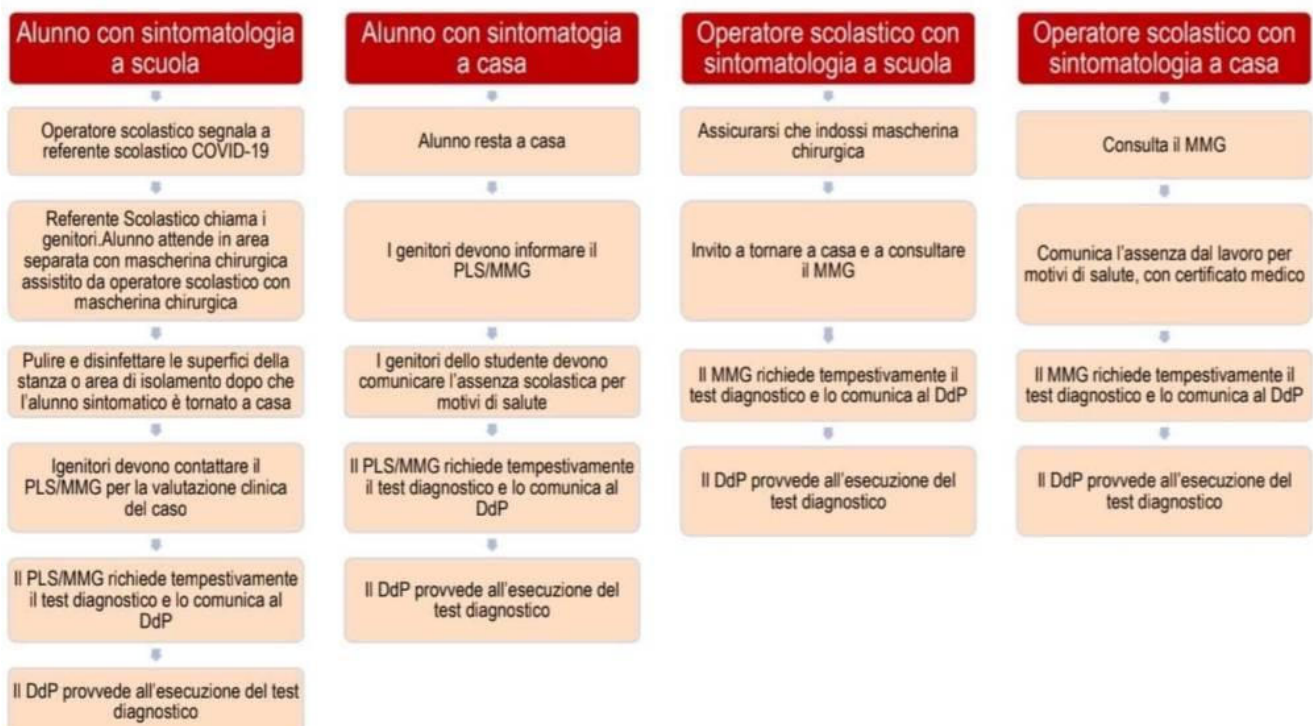 Alunno con sintomatologia
a scuola
Operatore scolastico segnala a
referente scolastico COVID-19
Referente Scolastico chiama i
genitori.Alunno attende in area
separata con mascherina chirurgica
assistito da operatore scolastico con
mascherina chirurgica
Pulire e disinfettare le superfici della
stanza o area di isolamento dopo che
l'alunno sintomatico è tornato a casa
Igenitori devono contattare il
PLS/MMG per la valutazione clinica
del caso
Il PLS/MMG richiede tempestivamente
il test diagnostico e lo comunica al
DdP
Il DdP provvede all'esecuzione del test
diagnostico
Alunno con sintomatogia
a casa
Alunno resta a casa
I genitori devono informare il
PLS/MMG
I genitori dello studente devono
comunicare l'assenza scolastica per
motivi di salute
Il PLS/MMG richiede tempestivamente
il test diagnostico e lo comunica al
DdP
Il DdP provvede all'esecuzione del
test diagnostico
Operatore scolastico con
sintomatologia a scuola
Assicurarsi che indossi mascherina
chirurgica
Invito a tornare a casa e a consultare
il MMG
Il MMG richiede tempestivamente il
test diagnostico e lo comunica al DdP
Il DdP provvede all'esecuzione del
test diagnostico
Operatore scolastico con
sintomatologia a casa
Consulta il MMG
Comunica l'assenza dal lavoro per
motivi di salute, con certificato medico
Il MMG richiede tempestivamente il
test diagnostico e lo comunica al DdP
Il DdP provvede all'esecuzione del
test diagnostico